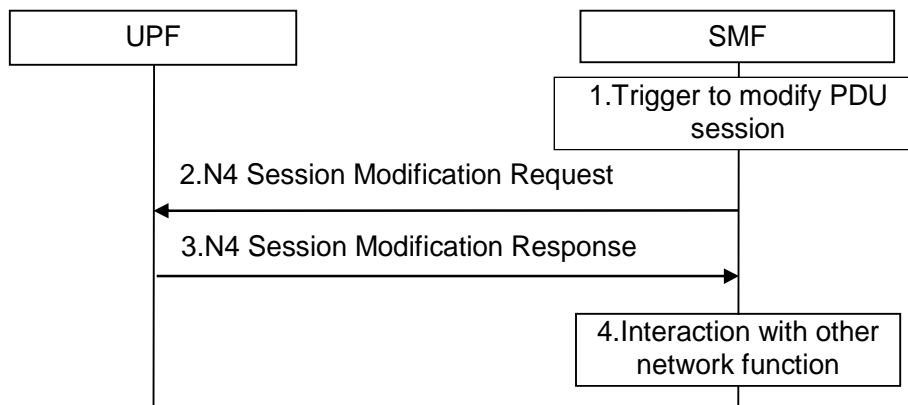 UPF
SMF
1.Trigger to modify PDU
session
2.N4 Session Modification Request
3.N4 Session Modification Response
4.Interaction with other
network function